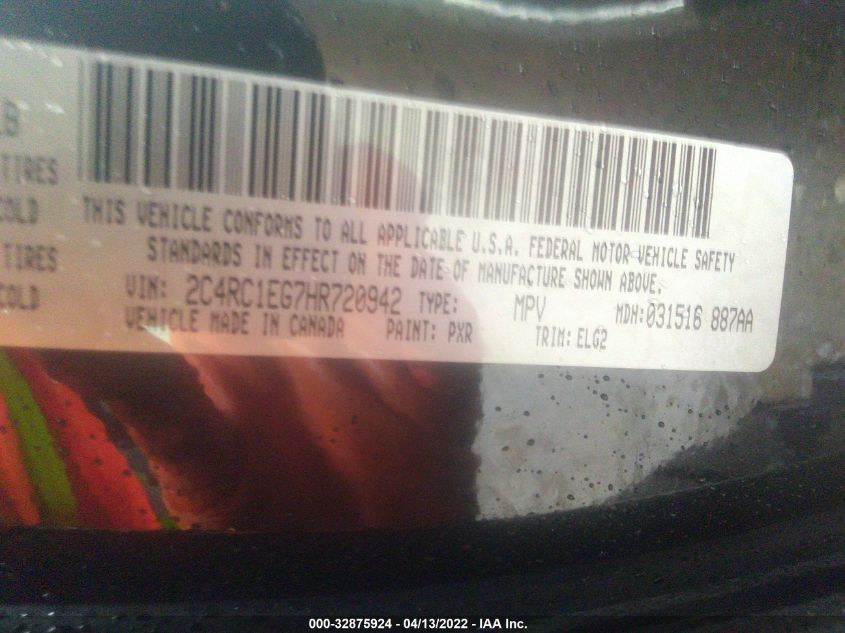 LB
TIRES
COLD
TIRES
COLD
THIS VEHICLE CONFORMS TO ALL APPLICABLE U.S.A. FEDERAL MOTOR VEHICLE SAFETY
STANDARDS IN EFFECT ON THE DATE OF MANUFACTURE SHOWN ABOVE.
VIN: 2C4RC1EG7HR720942 TYPE: MPV MDH:031516 887AA
VEHICLE MADE IN CANADA PAINT: PXR TRIM: ELG2
000-32875924 - 04/13/2022 - IAA Inc.